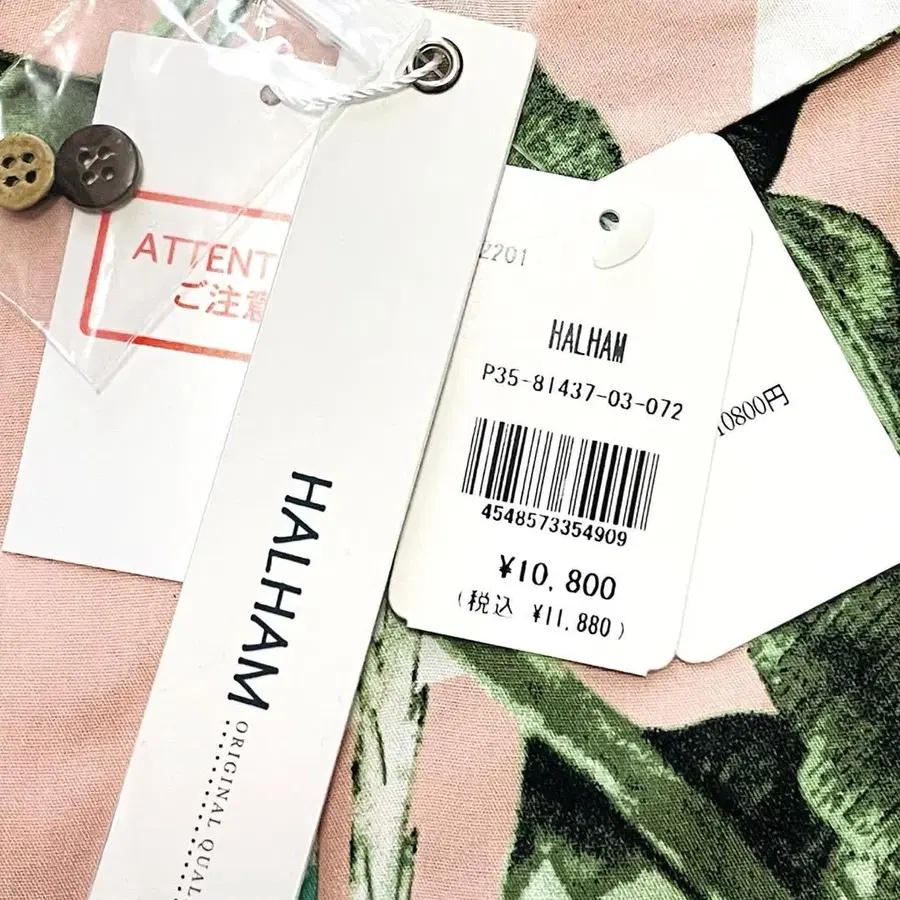 ATTENT
ご注意
HALHAM
ORIGINAL QUAL
2201
HALHAM
P35-81437-03-072
4548573354909
¥10,800
(税込 ¥11,880)
10800円